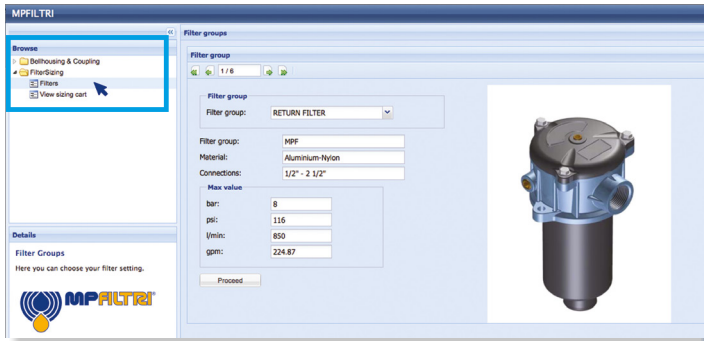 MPFILTRI
Filter groups
Browse
Bellhousing & Coupling
FilterSizing
Filters
View sizing cart
Filter group
1 / 6
Filter group
Filter group: RETURN FILTER
Filter group: MPF
Material: Aluminium-Nylon
Connections: 1/2" - 2 1/2"
Max value
bar: 8
psi: 116
l/min: 850
gpm: 224.87
Proceed
Details
Filter Groups
Here you can choose your filter setting.
MPFILTRI®